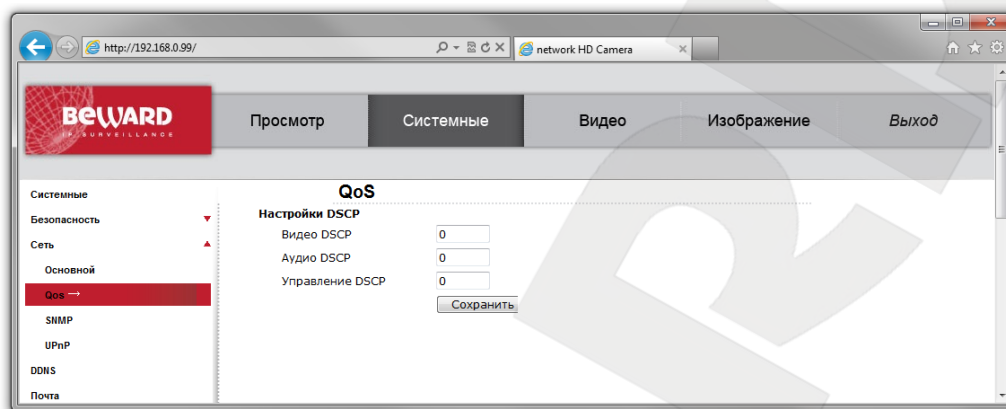 http://192.168.0.99/
network HD Camera
BEWARD
IP SURVEILLANCE
Просмотр
Системные
Видео
Изображение
Выход
Системные
Безопасность
Сеть
Основной
Qos →
SNMP
UPnP
DDNS
Почта
QoS
Настройки DSCP
Видео DSCP 0
Аудио DSCP 0
Управление DSCP 0
Сохранить